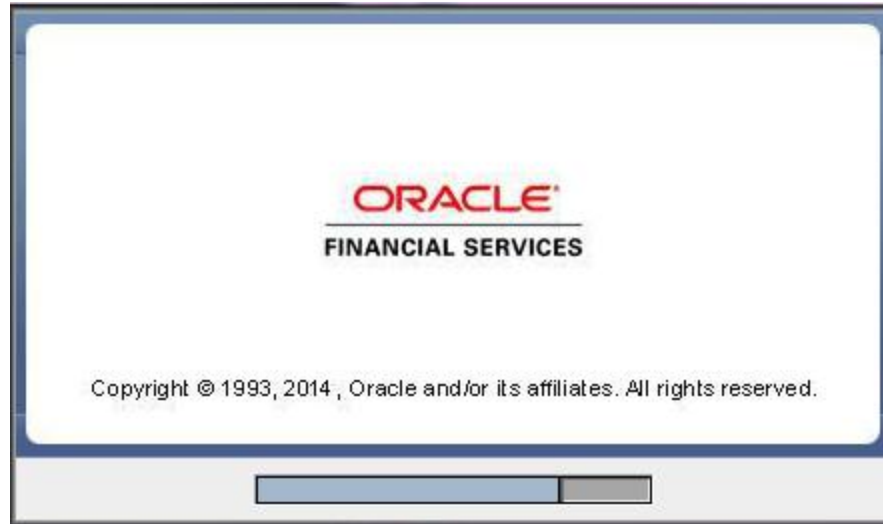 ORACLE®
FINANCIAL SERVICES
Copyright © 1993, 2014 , Oracle and/or its affiliates. All rights reserved.